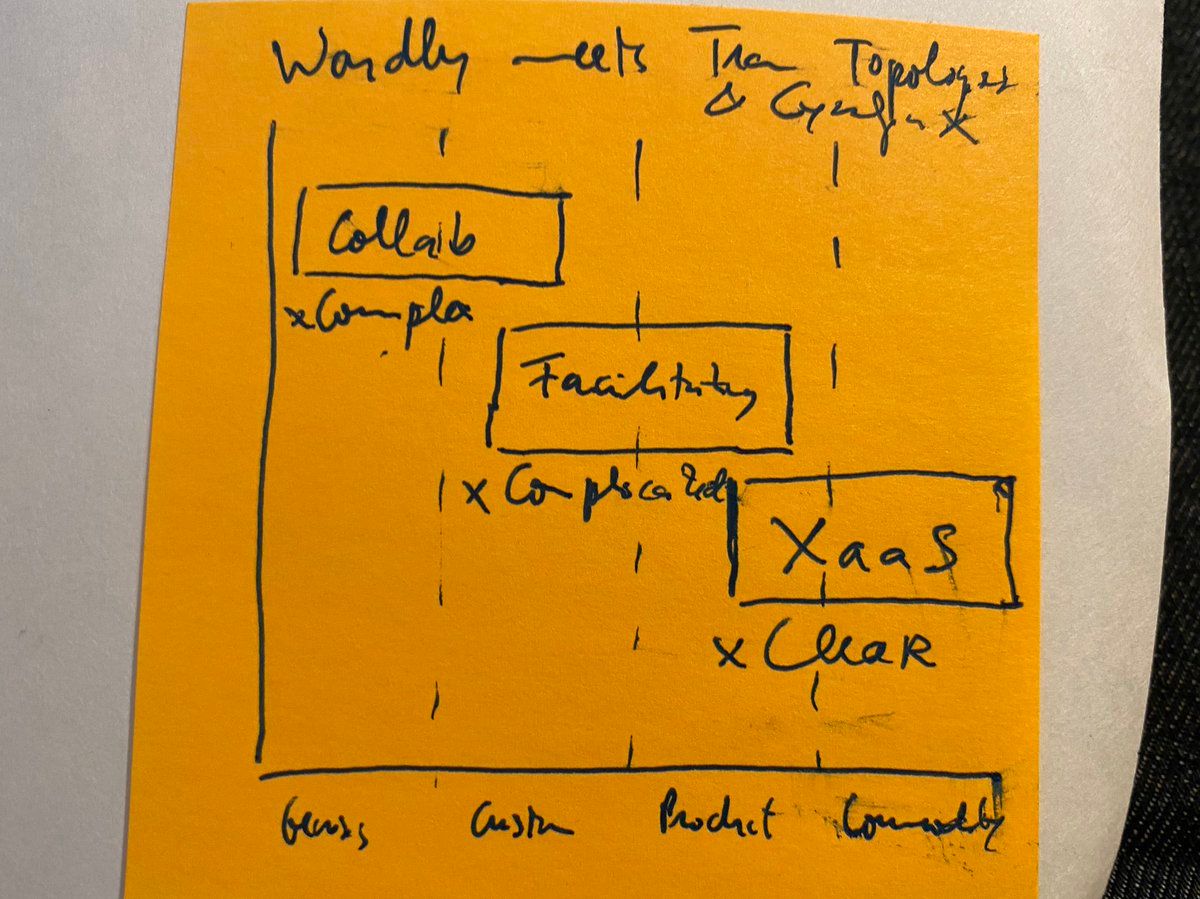 Wardley meets Team Topologies
& Cynefin X
Collab
x Complex
Facilitating
x Complicated
XaaS
x Clear
Genesis Custom Product Commodity